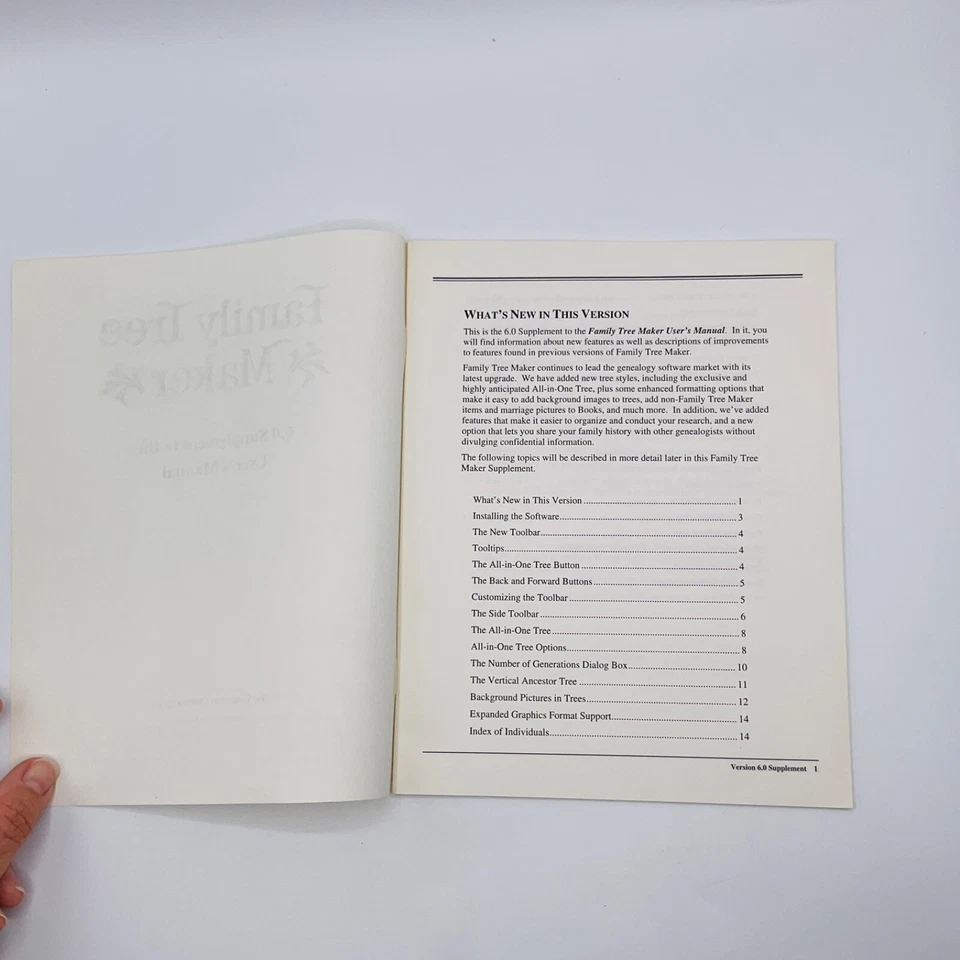 Family Tree
Maker
6.0 Supplement to the
User's Manual
WHAT'S NEW IN THIS VERSION
This is the 6.0 Supplement to the Family Tree Maker User's Manual. In it, you
will find information about new features as well as descriptions of improvements
to features found in previous versions of Family Tree Maker.
Family Tree Maker continues to lead the genealogy software market with its
latest upgrade. We have added new tree styles, including the exclusive and
highly anticipated All-in-One Tree, plus some enhanced formatting options that
make it easy to add background images to trees, add non-Family Tree Maker
items and marriage pictures to Books, and much more. In addition, we've added
features that make it easier to organize and conduct your research, and a new
option that lets you share your family history with other genealogists without
divulging confidential information.
The following topics will be described in more detail later in this Family Tree
Maker Supplement.
What's New in This Version ........ 1
Installing the Software ........ 3
The New Toolbar ........ 4
Tooltips ........ 4
The All-in-One Tree Button ........ 4
The Back and Forward Buttons ........ 5
Customizing the Toolbar ........ 5
The Side Toolbar ........ 6
The All-in-One Tree ........ 8
All-in-One Tree Options ........ 8
The Number of Generations Dialog Box ........ 10
The Vertical Ancestor Tree ........ 11
Background Pictures in Trees ........ 12
Expanded Graphics Format Support ........ 14
Index of Individuals ........ 14
Version 6.0 Supplement 1